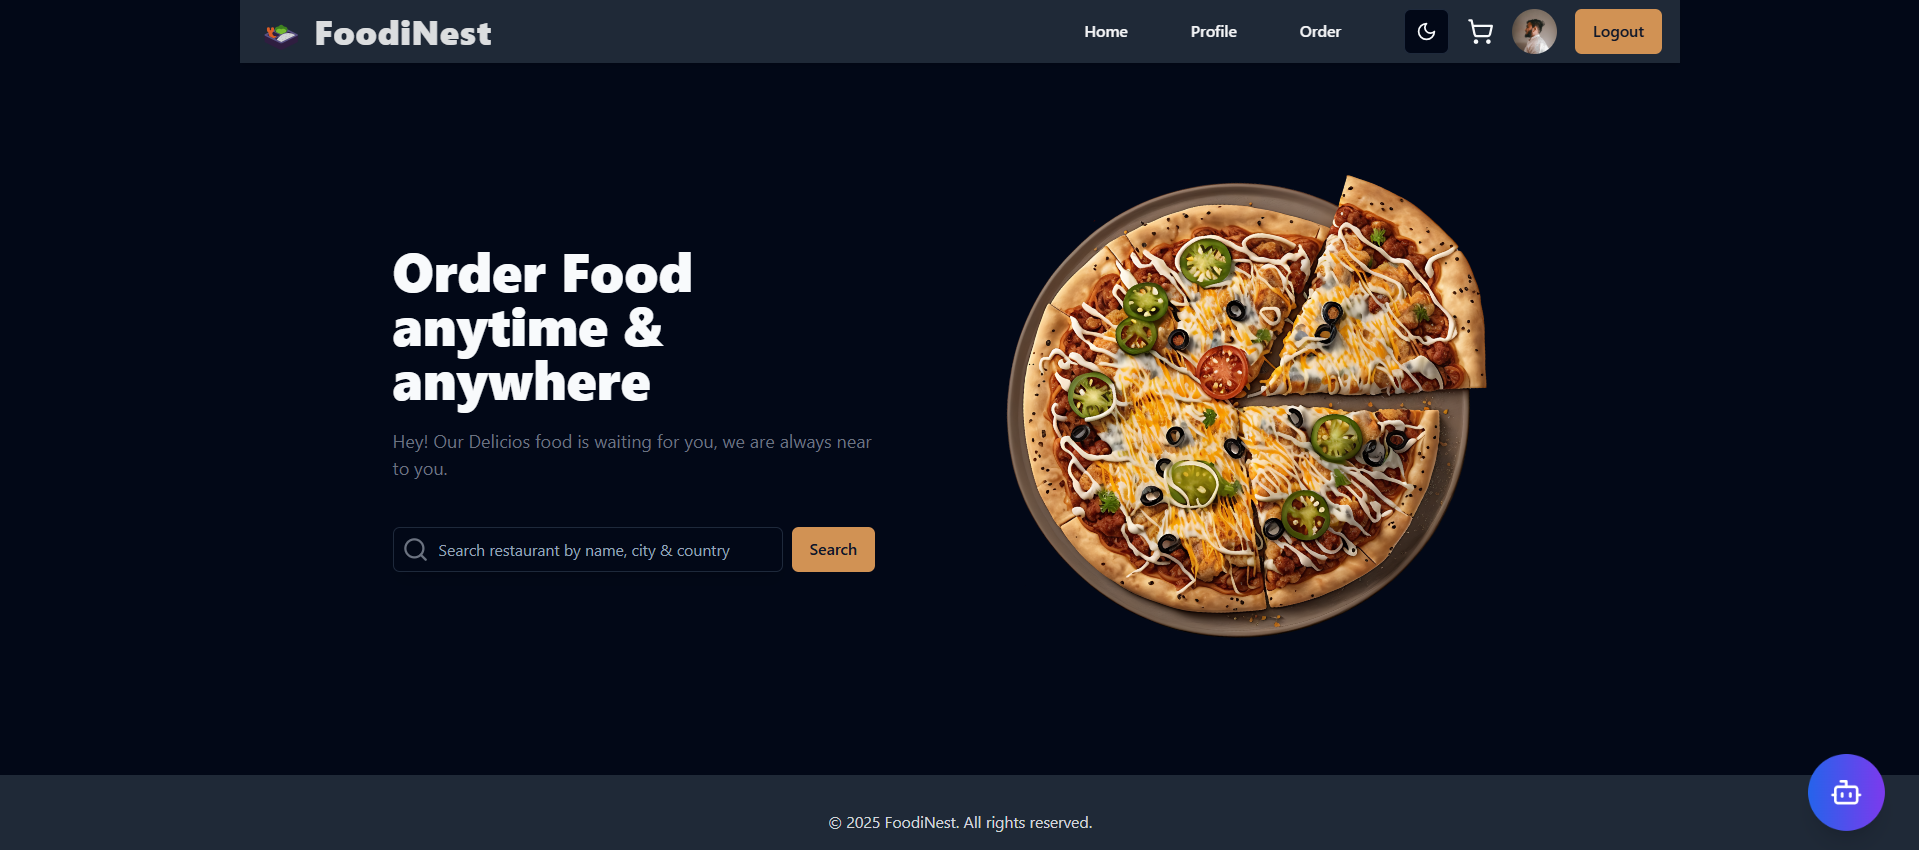 FoodiNest
Home
Profile
Order
Logout
Order Food
anytime &
anywhere
Hey! Our Delicios food is waiting for you, we are always near
to you.
Search restaurant by name, city & country
Search
© 2025 FoodiNest. All rights reserved.